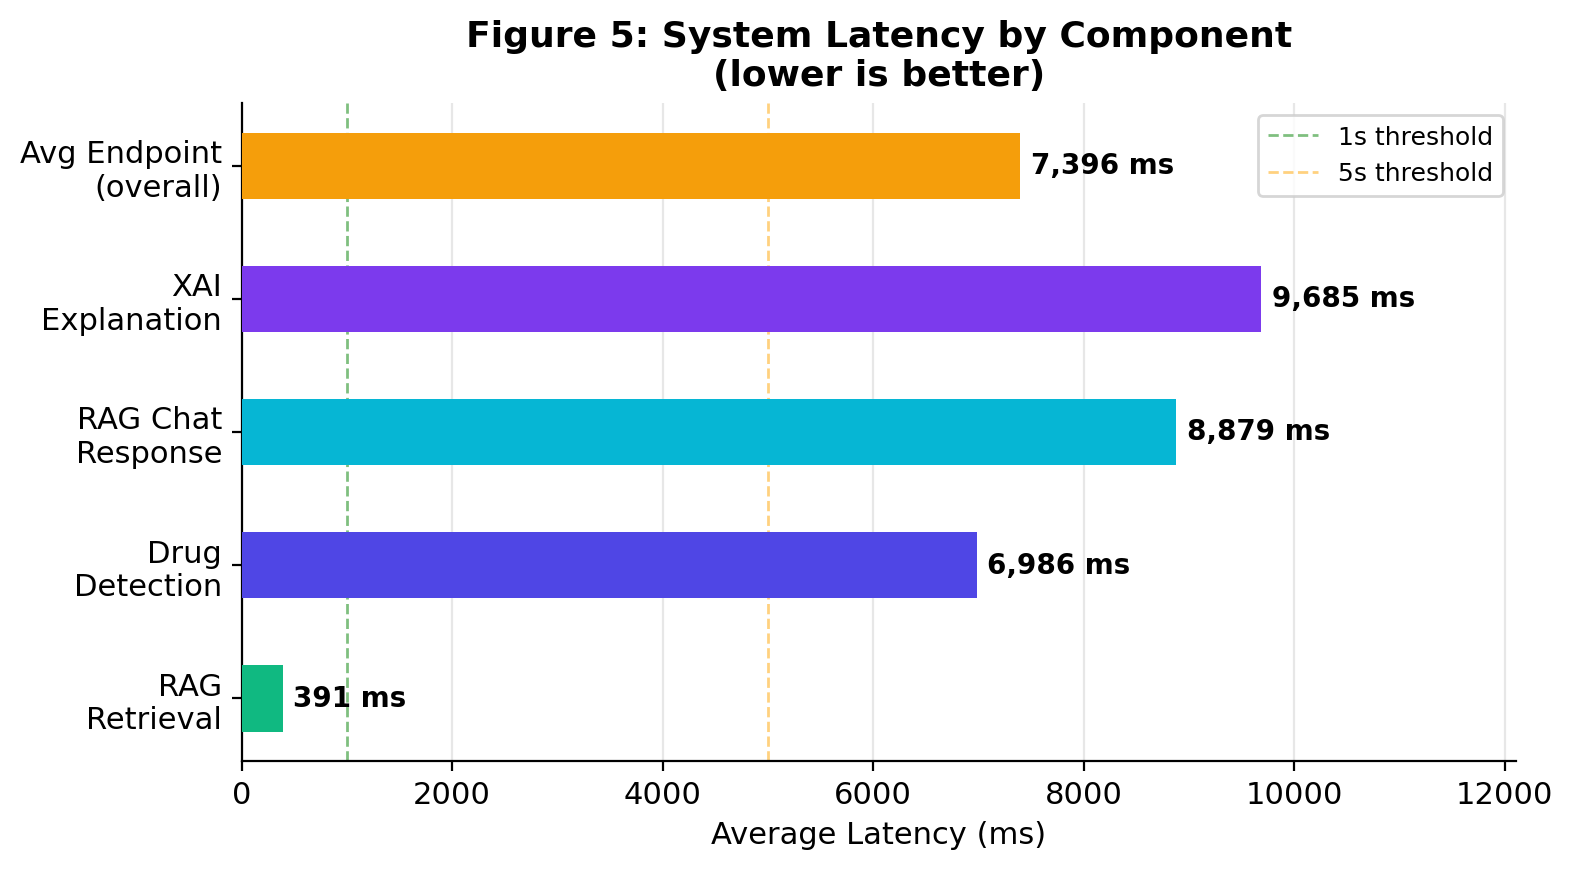 Figure 5: System Latency by Component
(lower is better)
1s threshold
5s threshold
Avg Endpoint
(overall)
7,396 ms
XAI
Explanation
9,685 ms
RAG Chat
Response
8,879 ms
Drug
Detection
6,986 ms
RAG
Retrieval
391 ms
0 2000 4000 6000 8000 10000 12000
Average Latency (ms)